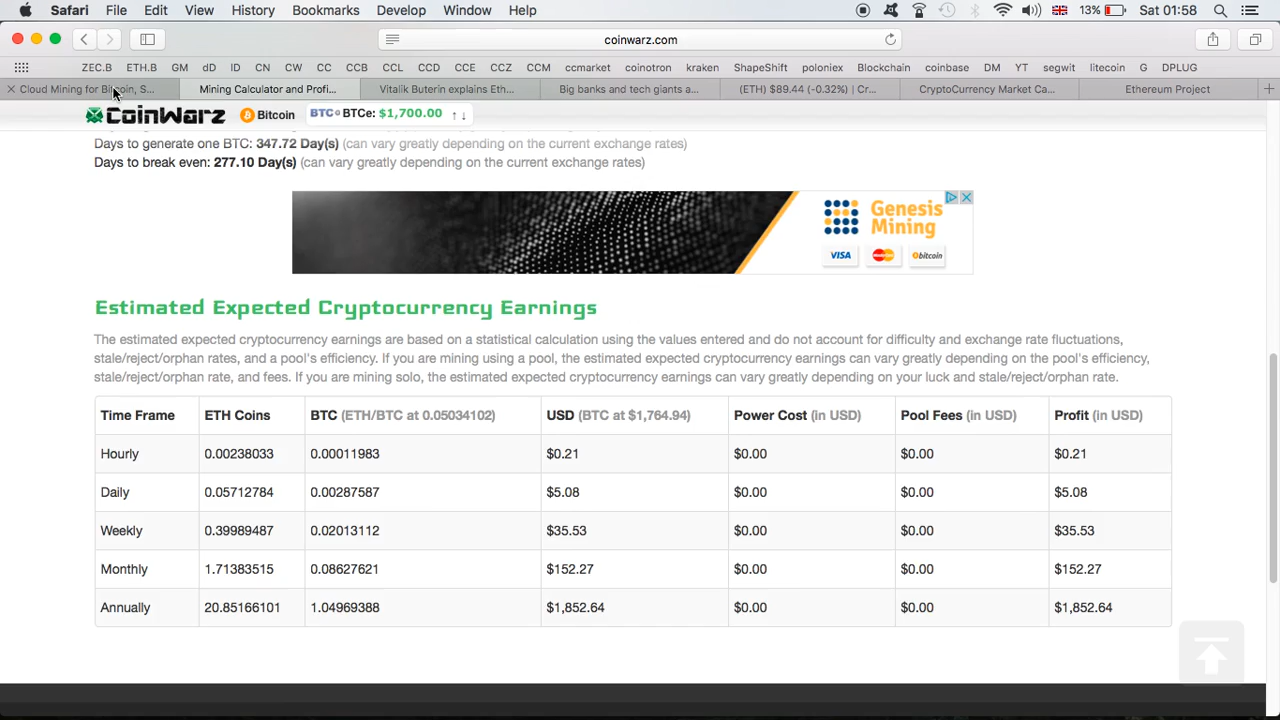 Safari File Edit View History Bookmarks Develop Window Help 13% Sat 01:58
coinwarz.com
ZEC.B ETH.B GM dD ID CN CW CC CCB CCL CCD CCE CCZ CCM ccmarket coinotron kraken ShapeShift poloniex Blockchain coinbase DM YT segwit litecoin G DPLUG
Cloud Mining for Bitcoin, S... Mining Calculator and Profi... Vitalik Buterin explains Eth... Big banks and tech giants a... (ETH) $89.44 (-0.32%) | Cr... CryptoCurrency Market Ca... Ethereum Project
CoinWarz Bitcoin BTC BTCe: $1,700.00 ↑ ↓
Days to generate one BTC: 347.72 Day(s) (can vary greatly depending on the current exchange rates)
Days to break even: 277.10 Day(s) (can vary greatly depending on the current exchange rates)
Genesis
Mining
VISA MasterCard bitcoin
Estimated Expected Cryptocurrency Earnings
The estimated expected cryptocurrency earnings are based on a statistical calculation using the values entered and do not account for difficulty and exchange rate fluctuations,
stale/reject/orphan rates, and a pool's efficiency. If you are mining using a pool, the estimated expected cryptocurrency earnings can vary greatly depending on the pool's efficiency,
stale/reject/orphan rate, and fees. If you are mining solo, the estimated expected cryptocurrency earnings can vary greatly depending on your luck and stale/reject/orphan rate.
Time Frame ETH Coins BTC (ETH/BTC at 0.05034102) USD (BTC at $1,764.94) Power Cost (in USD) Pool Fees (in USD) Profit (in USD)
Hourly 0.00238033 0.00011983 $0.21 $0.00 $0.00 $0.21
Daily 0.05712784 0.00287587 $5.08 $0.00 $0.00 $5.08
Weekly 0.39989487 0.02013112 $35.53 $0.00 $0.00 $35.53
Monthly 1.71383515 0.08627621 $152.27 $0.00 $0.00 $152.27
Annually 20.85166101 1.04969388 $1,852.64 $0.00 $0.00 $1,852.64